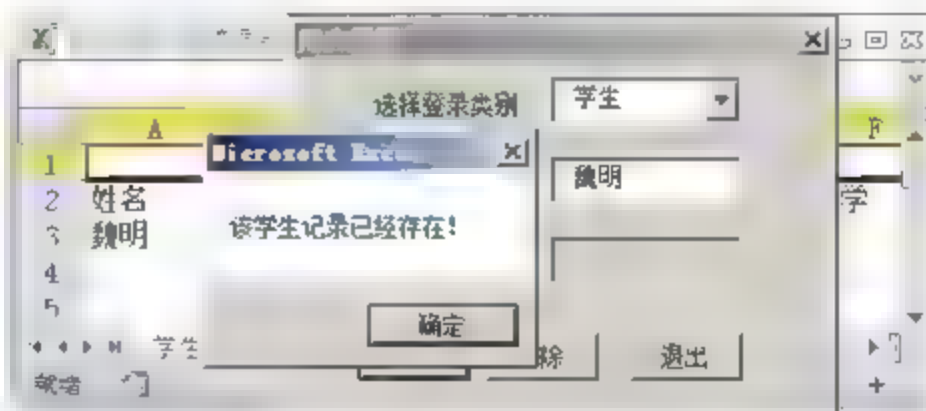 选择登录类别 学生
A F
Microsoft
1
魏明
2 姓名 学
3 魏明
该学生记录已经存在!
4
5
确定
学生 除 退出
就绪